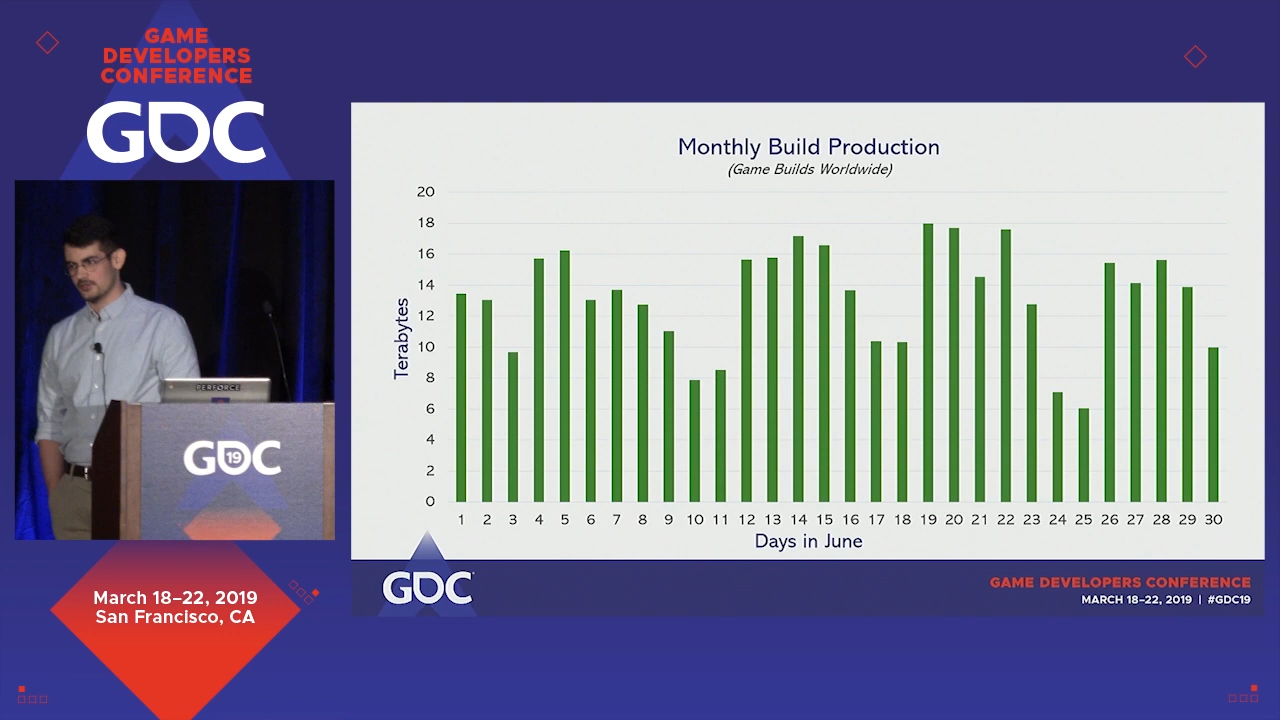 GAME
DEVELOPERS
CONFERENCE
GDC
PERFORCE
GDC
19
March 18–22, 2019
San Francisco, CA
Monthly Build Production
(Game Builds Worldwide)
Terabytes
20
18
16
14
12
10
8
6
4
2
0
1 2 3 4 5 6 7 8 9 10 11 12 13 14 15 16 17 18 19 20 21 22 23 24 25 26 27 28 29 30
Days in June
GDC
GAME DEVELOPERS CONFERENCE
MARCH 18–22, 2019 | #GDC19